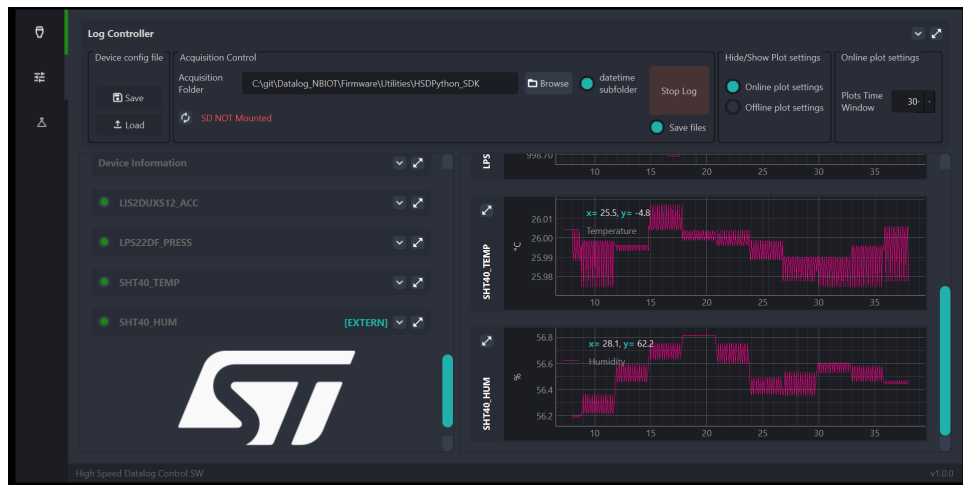 Log Controller
Device config file
Save
Load
Acquisition Control
Acquisition
Folder
C:\git\Datalog_NBIOT\Firmware\Utilities\HSDPython_SDK
Browse
datetime
subfolder
Stop Log
SD NOT Mounted
Save files
Hide/Show Plot settings
Online plot settings
Offline plot settings
Online plot settings
Plots Time
Window
30
Device Information
LIS2DUXS12_ACC
LPS22DF_PRESS
SHT40_TEMP
SHT40_HUM [EXTERN]
ST
LPS
998.70
10 15 20 25 30 35
SHT40_TEMP
°C
26.01
26.00
25.99
25.98
x= 25.5, y= -4.8
Temperature
10 15 20 25 30 35
SHT40_HUM
%
56.8
56.6
56.4
56.2
x= 28.1, y= 62.2
Humidity
10 15 20 25 30 35
High Speed Datalog Control SW
v1.0.0